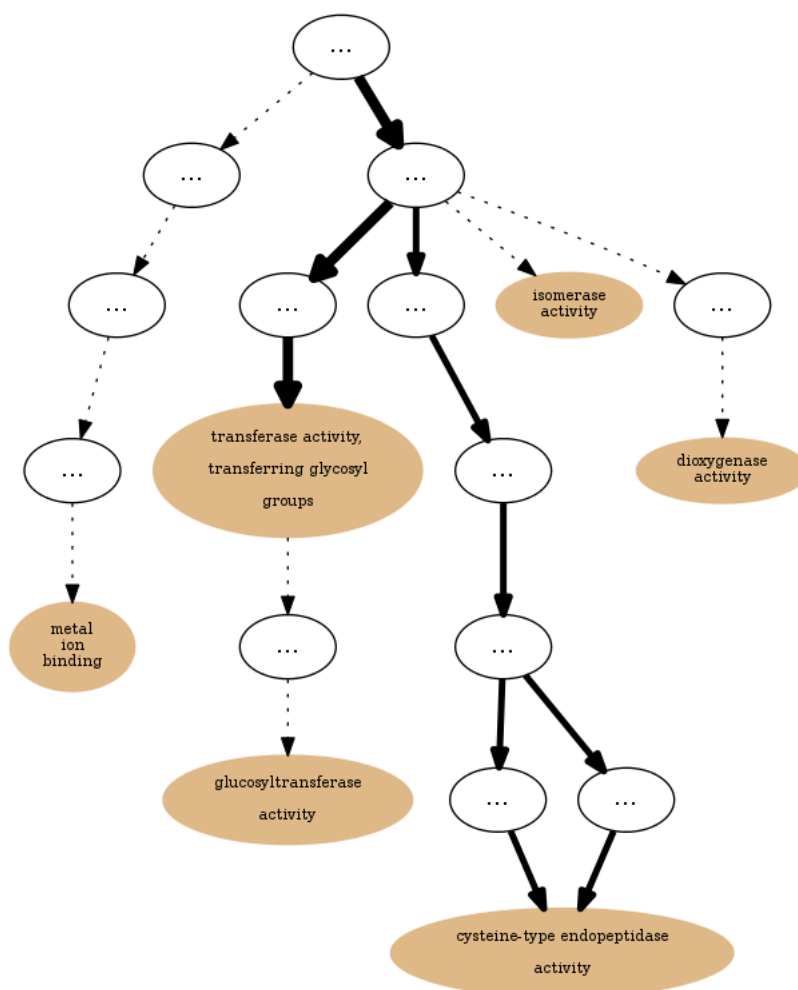 ...
...
...
...
...
...
isomerase
activity
...
...
transferase activity,
transferring glycosyl
groups
...
dioxygenase
activity
metal
ion
binding
...
...
glucosyltransferase
activity
...
...
cysteine-type endopeptidase
activity